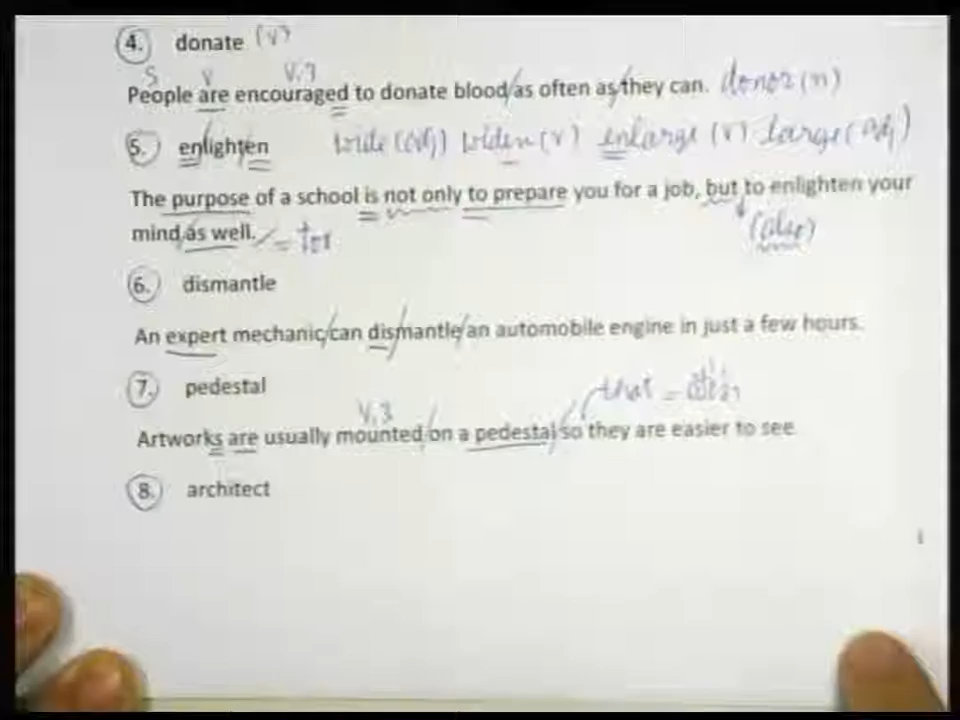 4. donate (v)
S V V.3
People are encouraged to donate blood/as often as/they can. donor (n)
5. enlighten wide (adj) widen (v) enlarge (v) large (adj)
The purpose of a school is not only to prepare you for a job, but to enlighten your
(also)
mind as well. =
6. dismantle
An expert mechanic/can dismantle/an automobile engine in just a few hours.
7. pedestal
that =
V.3
Artworks are usually mounted/on a pedestal/so they are easier to see
8. architect